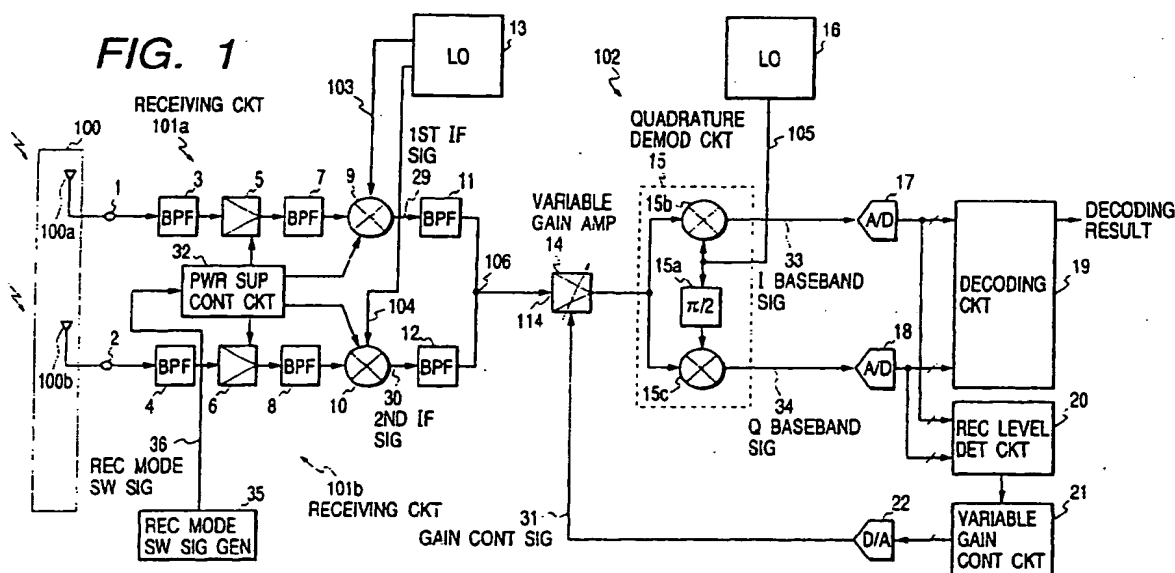 FIG. 1
13
LO
16
LO
102
103
RECEIVING CKT
101a
1ST IF
SIG
QUADRATURE
DEMOD CKT
105
100
100a
1
3
BPF
5
7
BPF
9
29
11
BPF
VARIABLE
GAIN AMP
15
15b
17
A/D
DECODING
RESULT
32
PWR SUP
CONT CKT
106
14
114
15a
π/2
33
I BASEBAND
SIG
DECODING
CKT
19
104
100b
2
BPF
4
6
BPF
8
10
30
2ND IF
SIG
12
BPF
15c
34
Q BASEBAND
SIG
18
A/D
20
REC LEVEL
DET CKT
36
REC MODE
SW SIG
35
REC MODE
SW SIG GEN
101b
RECEIVING CKT
31
GAIN CONT SIG
22
D/A
21
VARIABLE
GAIN
CONT CKT